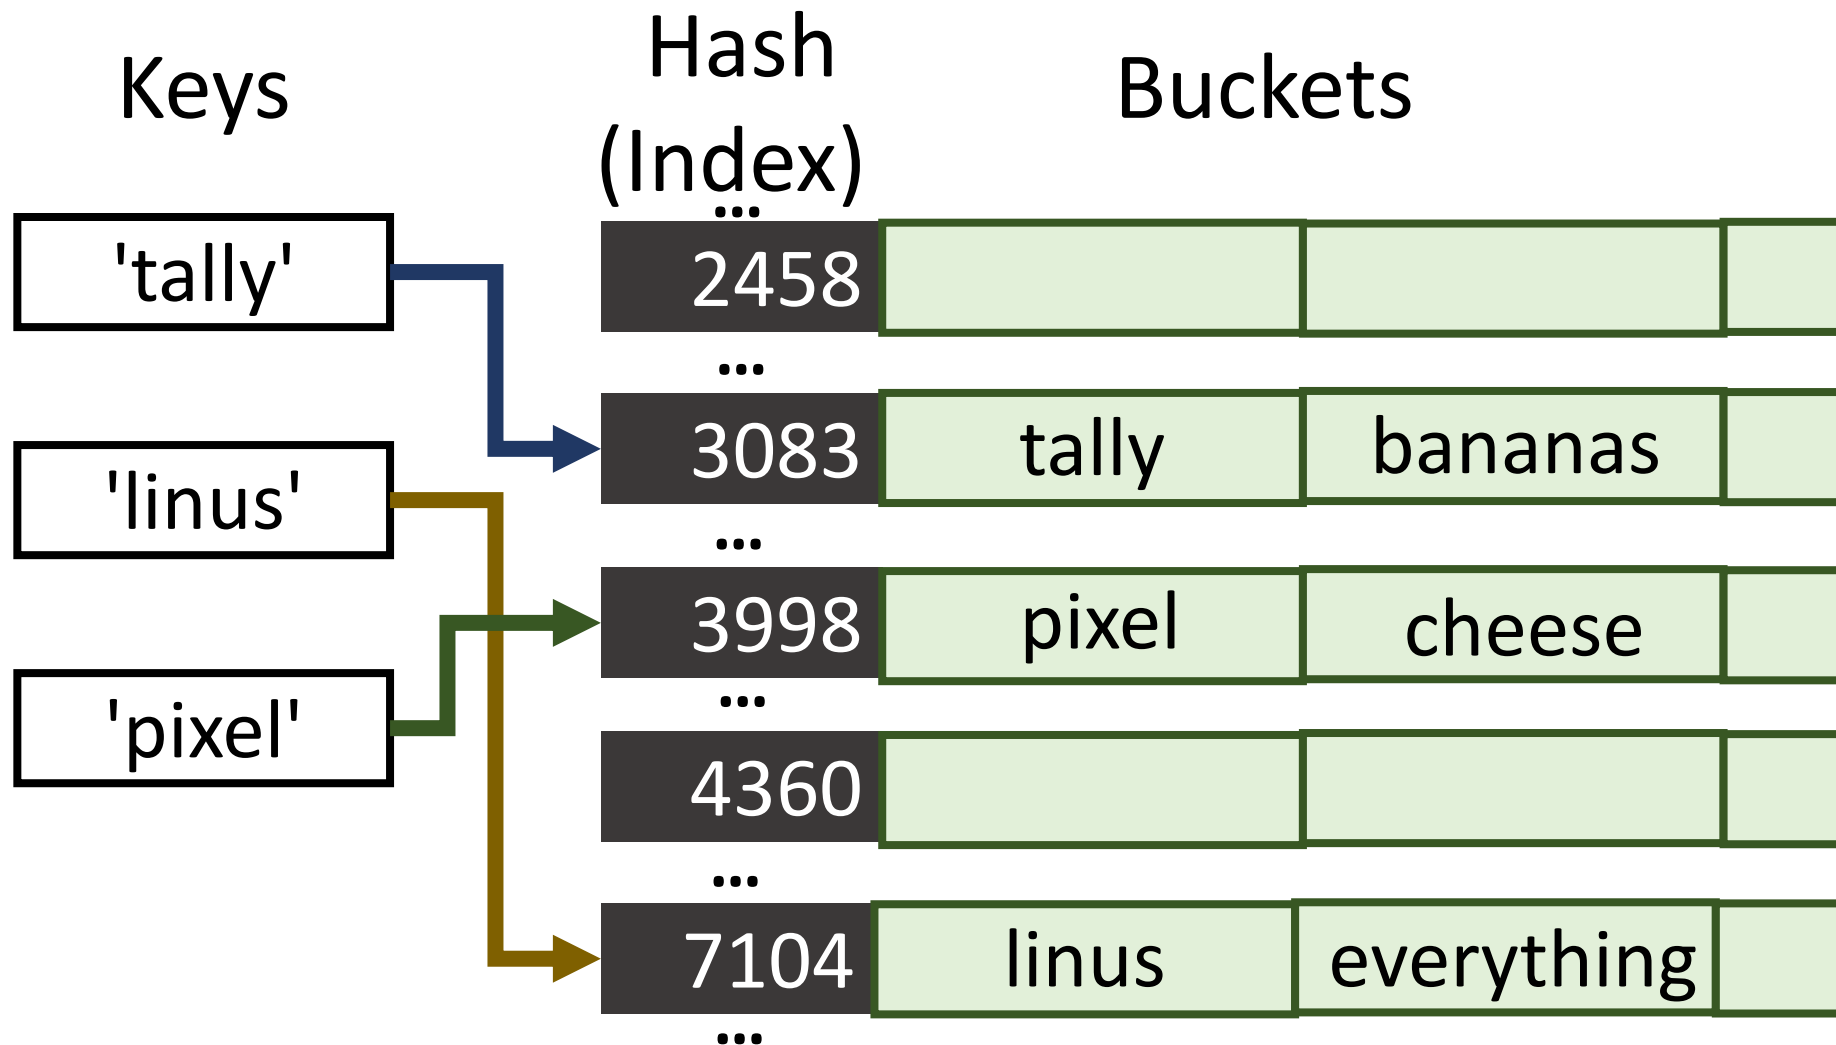 Keys
Hash
(Index)
Buckets
...
'tally'
2458
...
3083 tally bananas
'linus'
...
3998 pixel cheese
'pixel'
...
4360
...
7104 linus everything
...